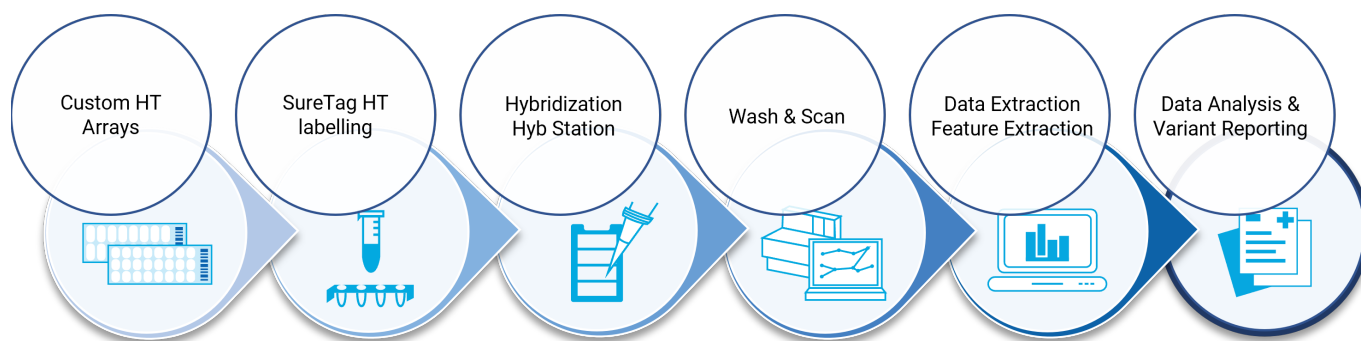 Custom HT
Arrays
SureTag HT
labelling
Hybridization
Hyb Station
Wash & Scan
Data Extraction
Feature Extraction
Data Analysis &
Variant Reporting